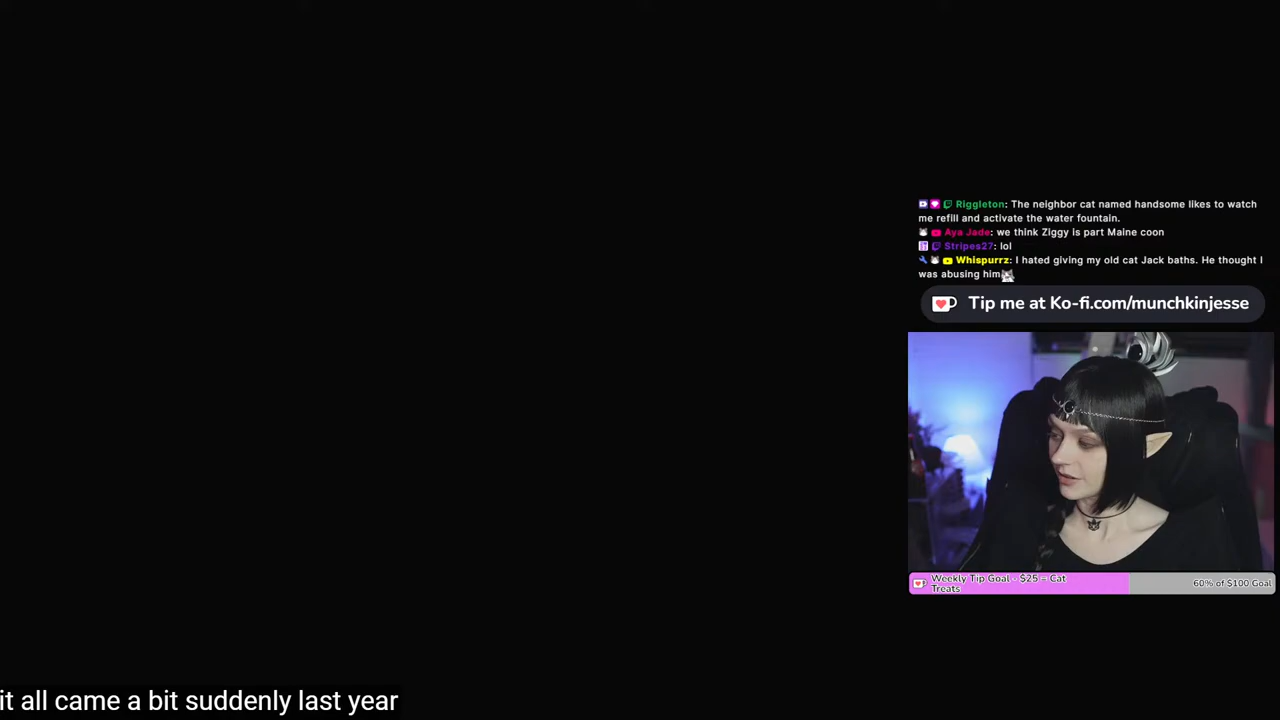 Riggleton: The neighbor cat named handsome likes to watch
me refill and activate the water fountain.
Aya Jade: we think Ziggy is part Maine coon
Stripes27: lol
Whispurrz: I hated giving my old cat Jack baths. He thought I
was abusing him
Tip me at Ko-fi.com/munchkinjesse
Weekly Tip Goal - $25 = Cat
Treats
60% of $100 Goal
it all came a bit suddenly last year